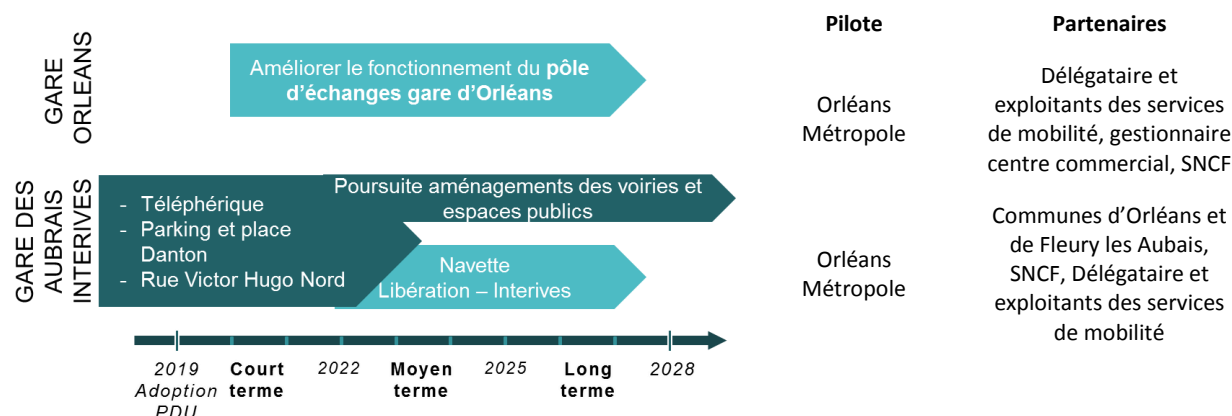 Pilote
Partenaires
GARE
ORLEANS
Améliorer le fonctionnement du pôle
d'échanges gare d'Orléans
Orléans
Métropole
Délégataire et
exploitants des services
de mobilité, gestionnaire
centre commercial, SNCF
GARE DES
AUBRAIS
INTERIVES
- Téléphérique
- Parking et place
Danton
- Rue Victor Hugo Nord
Poursuite aménagements des voiries et
espaces publics
Navette
Libération – Interives
Orléans
Métropole
Communes d'Orléans et
de Fleury les Aubais,
SNCF, Délégataire et
exploitants des services
de mobilité
2019
Adoption
PDU
Court
terme
2022
Moyen
terme
2025
Long
terme
2028